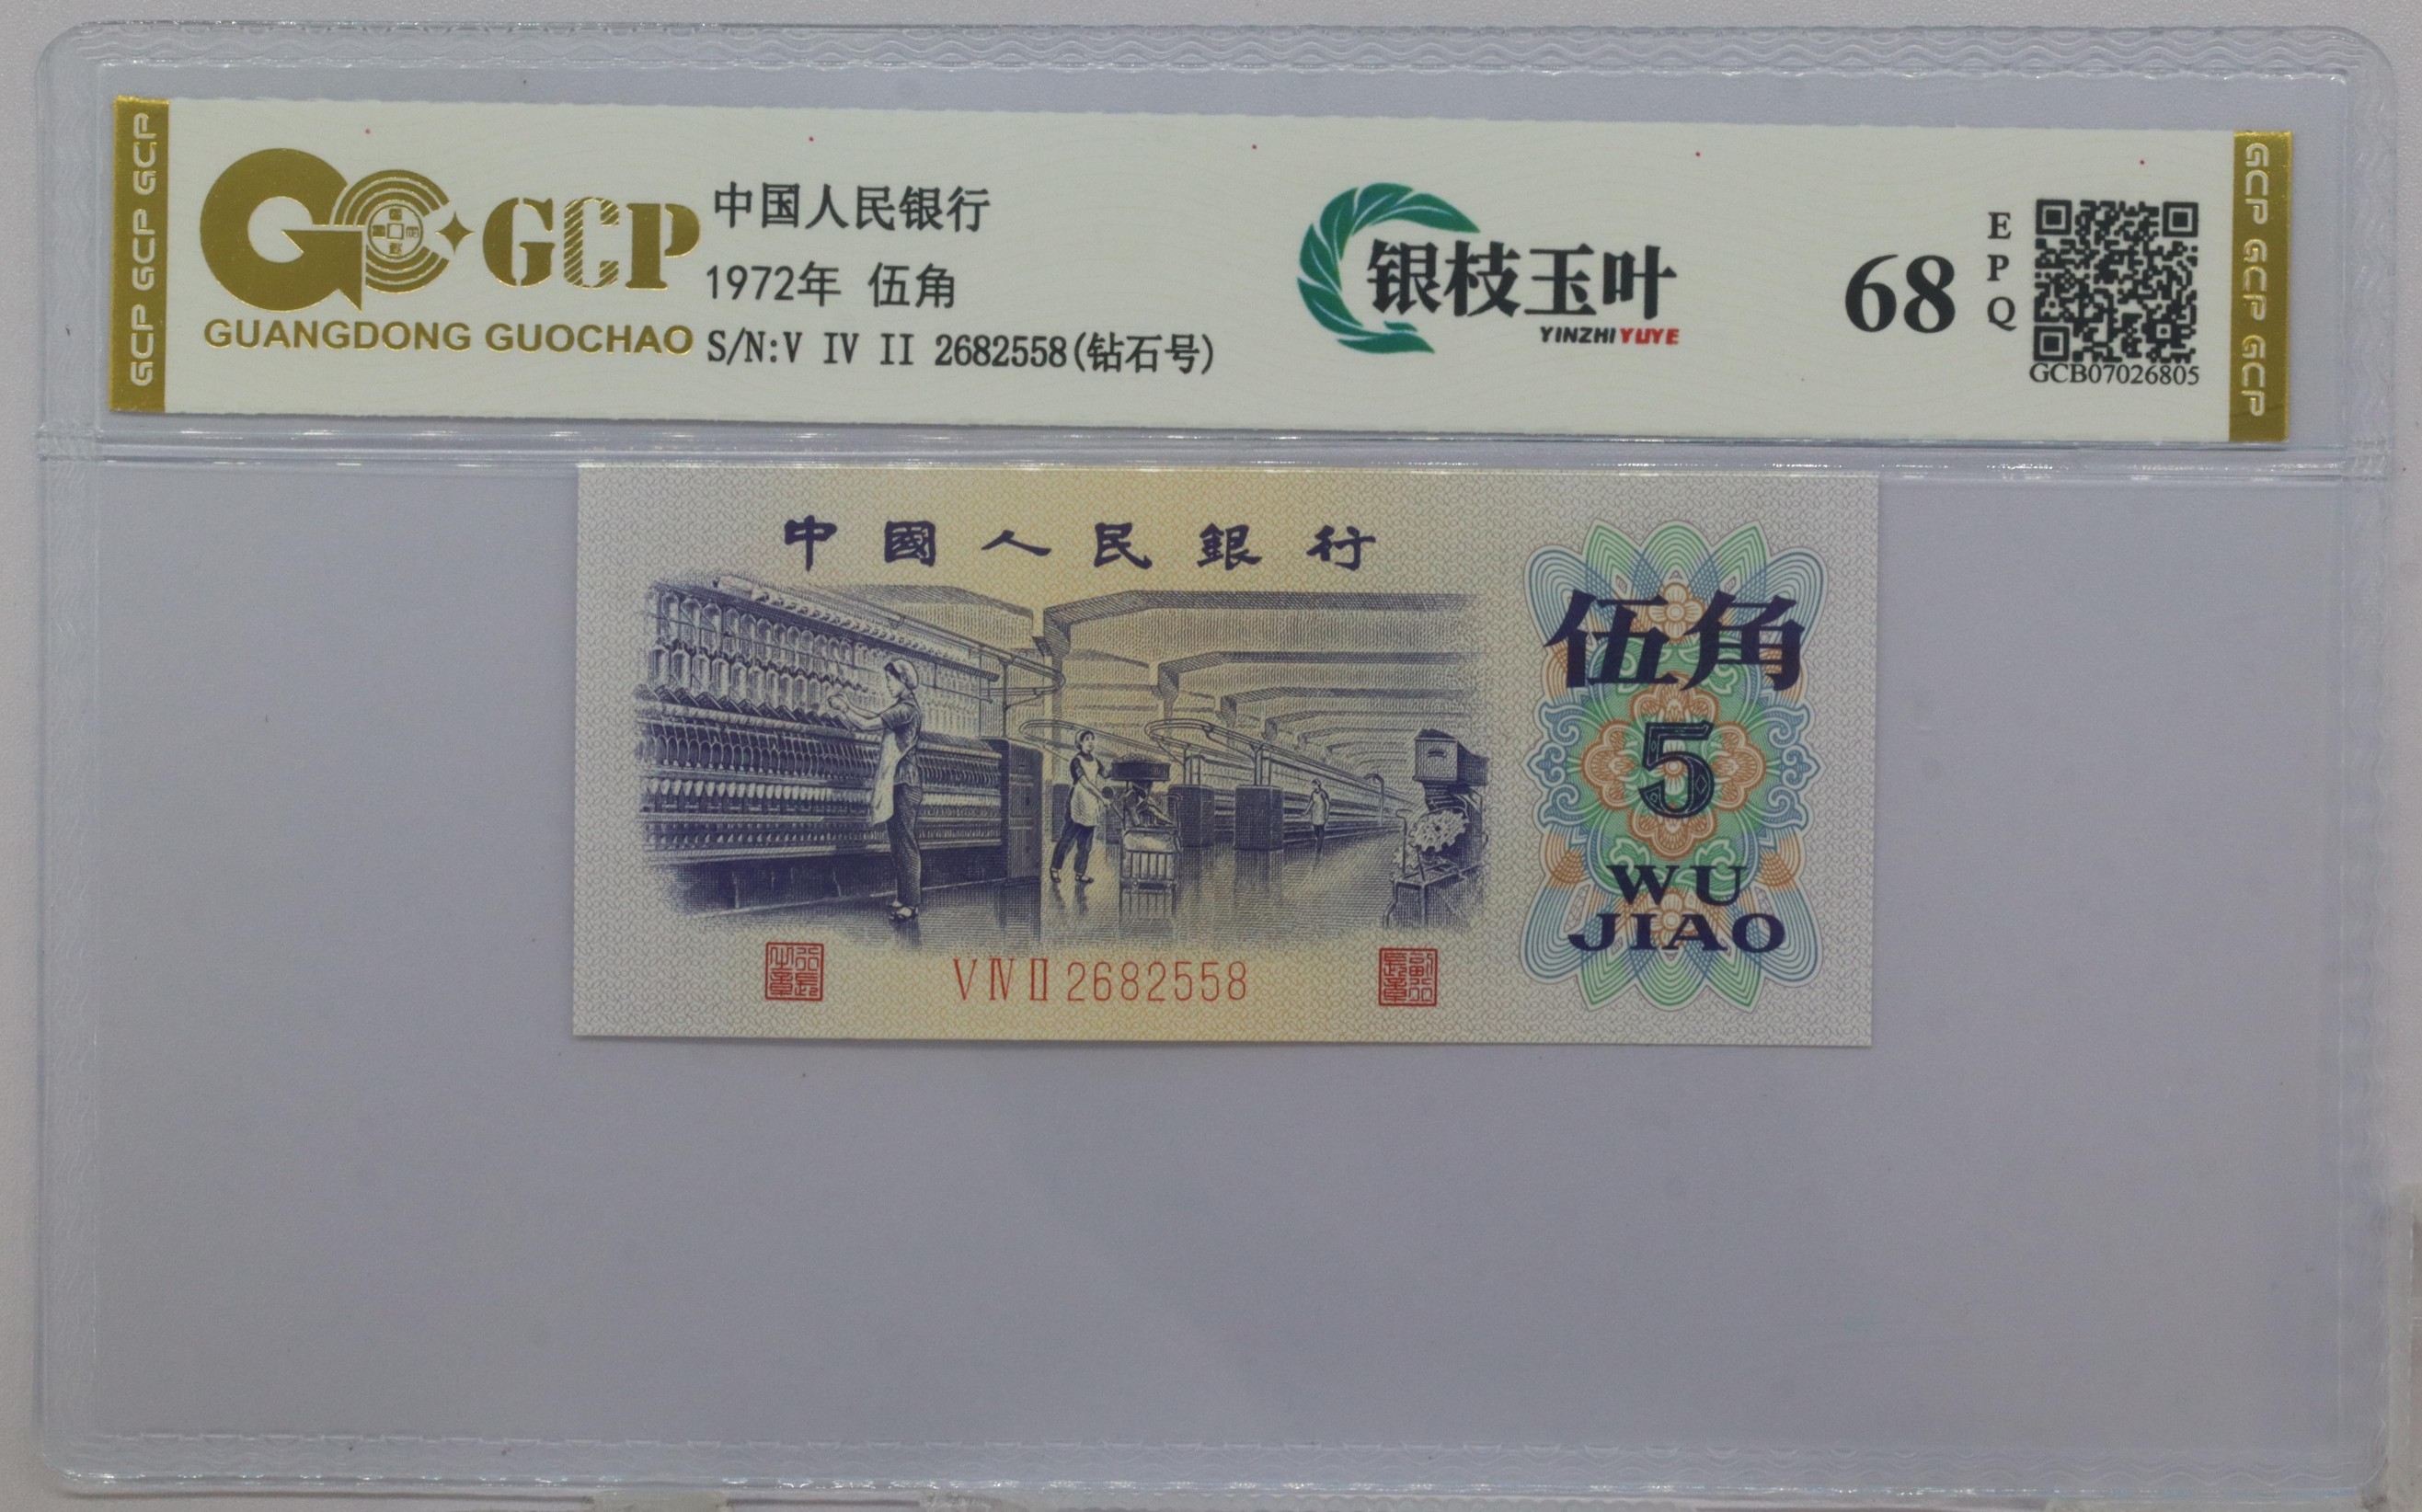 GCP GCP GCP
GCP
GUANGDONG GUOCHAO
中国人民银行
1972年 伍角
S/N:V IV II 2682558(钻石号)
银枝玉叶
YINZHIYUYE
68
EPQ
GCB07026805
GCP GCP GCP
中國人民銀行
伍角
5
WU
JIAO
V IV II 2682558